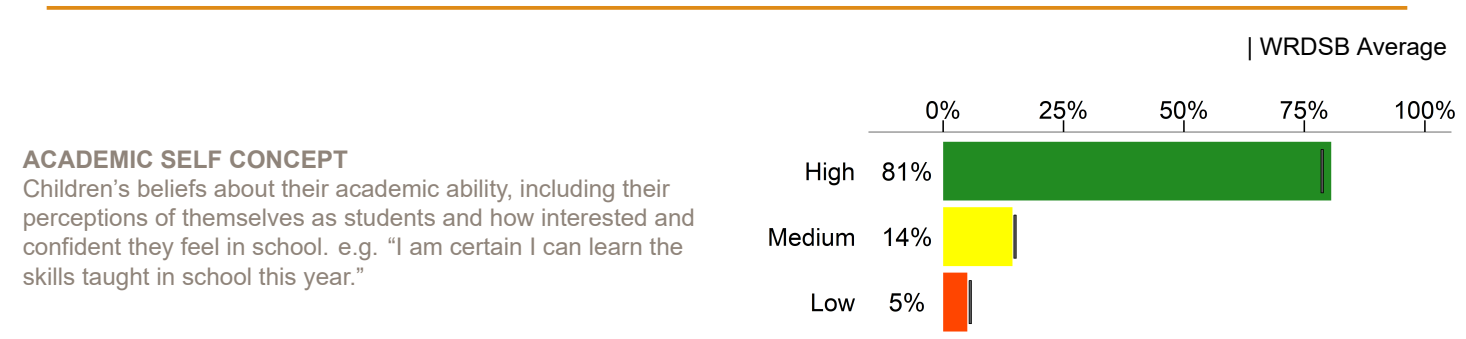 | WRDSB Average
0% 25% 50% 75% 100%
ACADEMIC SELF CONCEPT
Children’s beliefs about their academic ability, including their
perceptions of themselves as students and how interested and
confident they feel in school. e.g. “I am certain I can learn the
skills taught in school this year.”
High 81%
Medium 14%
Low 5%